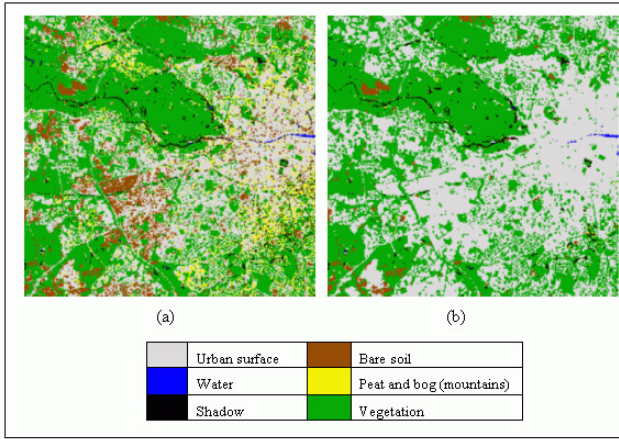 (a) (b)
Urban surface Bare soil
Water Peat and bog (mountains)
Shadow Vegetation